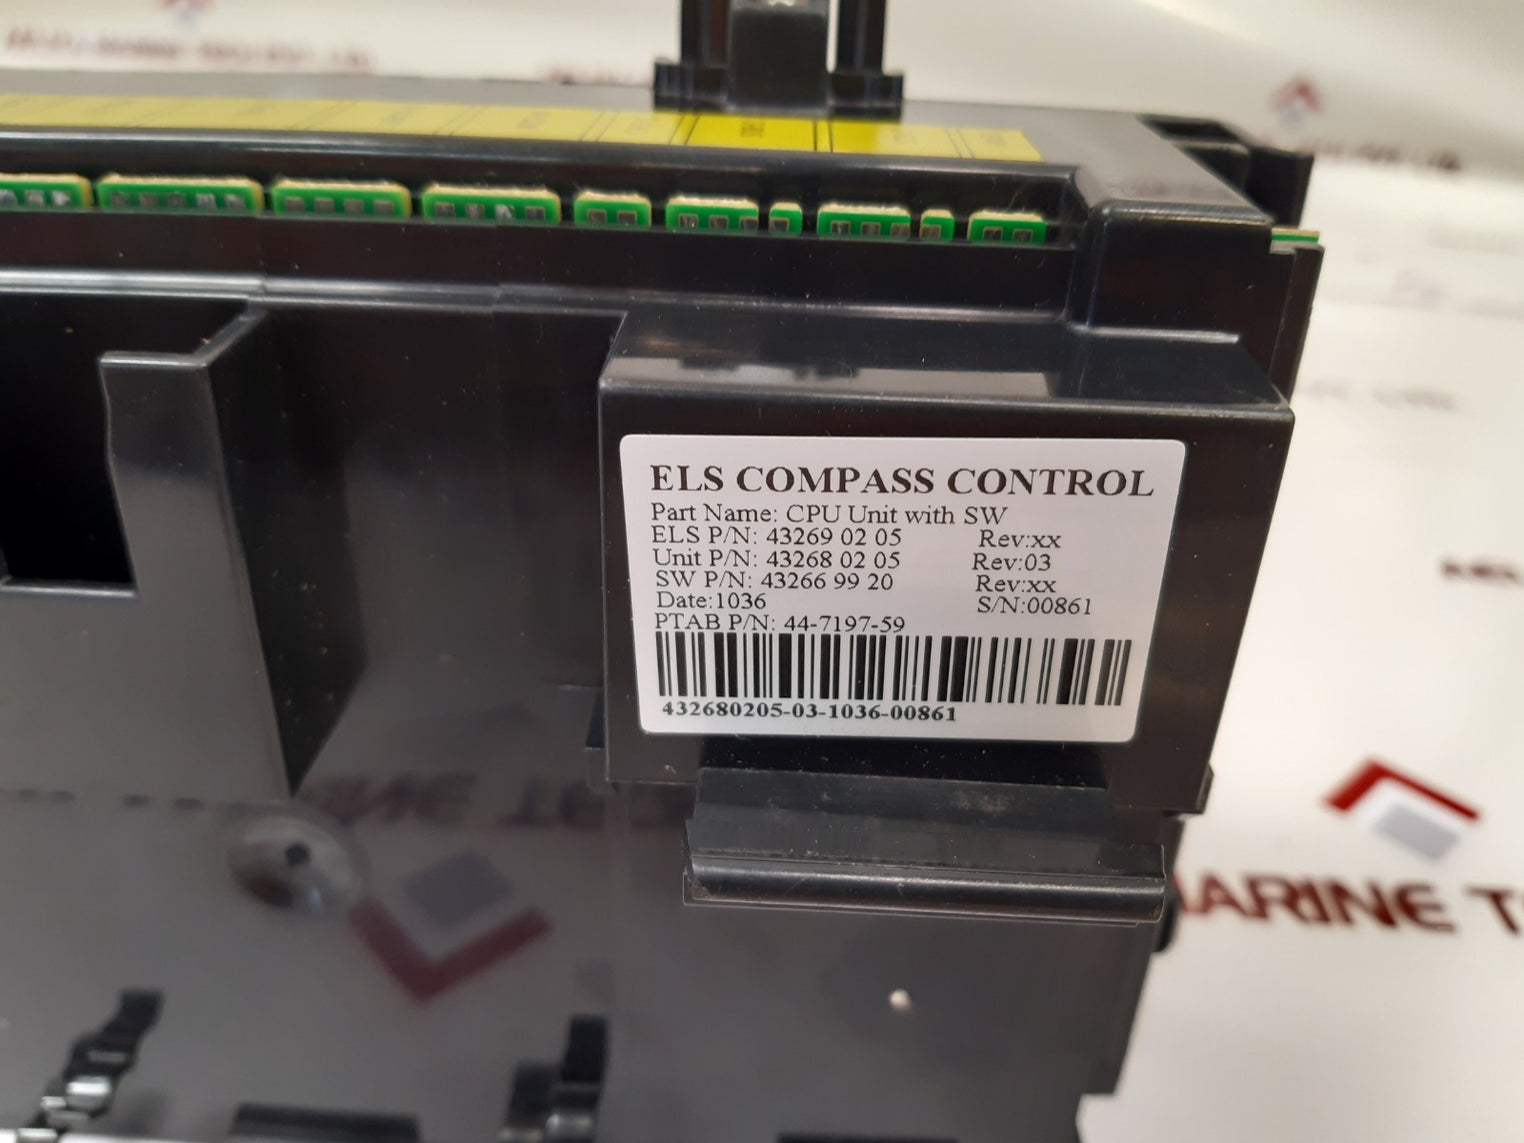 ELS COMPASS CONTROL
Part Name: CPU Unit with SW
ELS P/N: 43269 02 05 Rev:xx
Unit P/N: 43268 02 05 Rev:03
SW P/N: 43266 99 20 Rev:xx
Date:1036 S/N:00861
PTAB P/N: 44-7197-59
432680205-03-1036-00861
MARINE